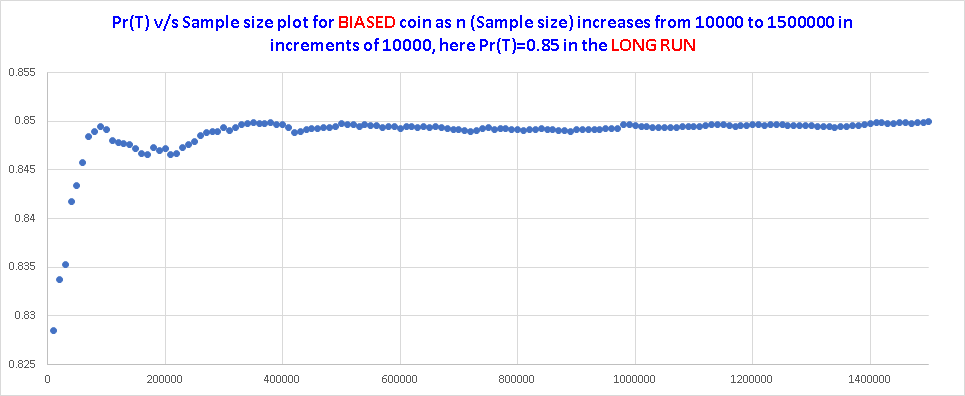 Pr(T) v/s Sample size plot for BIASED coin as n (Sample size) increases from 10000 to 1500000 in
increments of 10000, here Pr(T)=0.85 in the LONG RUN
0.855
0.85
0.845
0.84
0.835
0.83
0.825
0 200000 400000 600000 800000 1000000 1200000 1400000